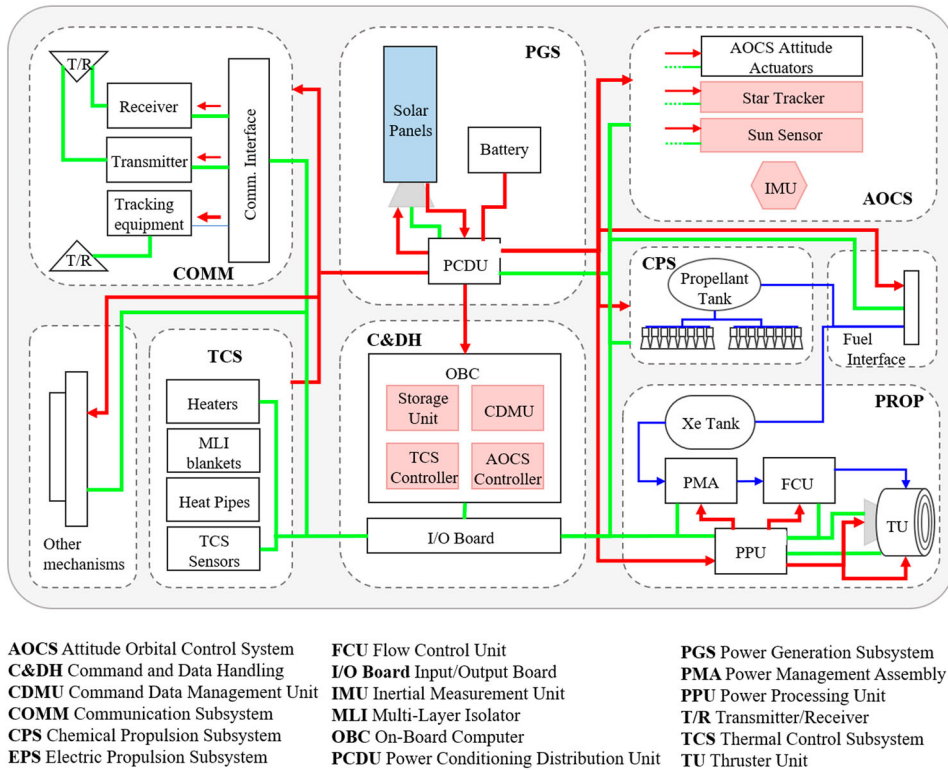 T/R
Receiver
Transmitter
Tracking
equipment
T/R
Comm. Interface
COMM
PGS
Solar
Panels
Battery
PCDU
AOCS Attitude
Actuators
Star Tracker
Sun Sensor
IMU
AOCS
CPS
Propellant
Tank
Fuel
Interface
Other
mechanisms
TCS
Heaters
MLI
blankets
Heat Pipes
TCS
Sensors
C&DH
OBC
Storage
Unit
CDMU
TCS
Controller
AOCS
Controller
I/O Board
PROP
Xe Tank
PMA
FCU
PPU
TU
AOCS Attitude Orbital Control System
C&DH Command and Data Handling
CDMU Command Data Management Unit
COMM Communication Subsystem
CPS Chemical Propulsion Subsystem
EPS Electric Propulsion Subsystem
FCU Flow Control Unit
I/O Board Input/Output Board
IMU Inertial Measurement Unit
MLI Multi-Layer Isolator
OBC On-Board Computer
PCDU Power Conditioning Distribution Unit
PGS Power Generation Subsystem
PMA Power Management Assembly
PPU Power Processing Unit
T/R Transmitter/Receiver
TCS Thermal Control Subsystem
TU Thruster Unit